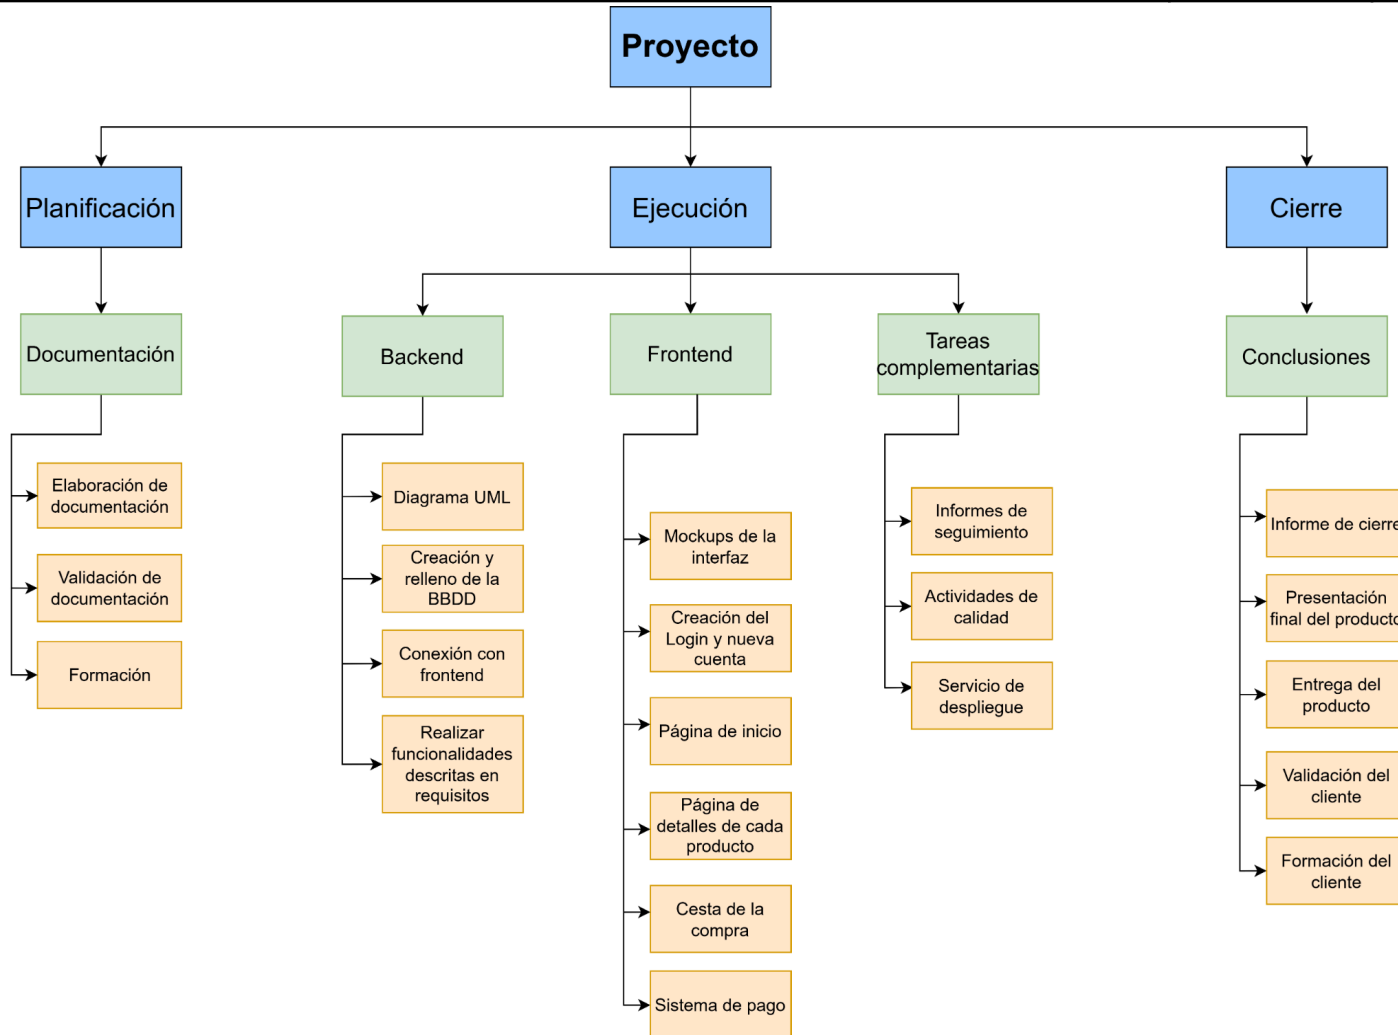 Proyecto
Planificación
Ejecución
Cierre
Documentación
Backend
Frontend
Tareas
complementarias
Conclusiones
Elaboración de
documentación
Validación de
documentación
Formación
Diagrama UML
Creación y
relleno de la
BBDD
Conexión con
frontend
Realizar
funcionalidades
descritas en
requisitos
Mockups de la
interfaz
Creación del
Login y nueva
cuenta
Página de inicio
Página de
detalles de cada
producto
Cesta de la
compra
Sistema de pago
Informes de
seguimiento
Actividades de
calidad
Servicio de
despliegue
Informe de cierre
Presentación
final del producto
Entrega del
producto
Validación del
cliente
Formación del
cliente